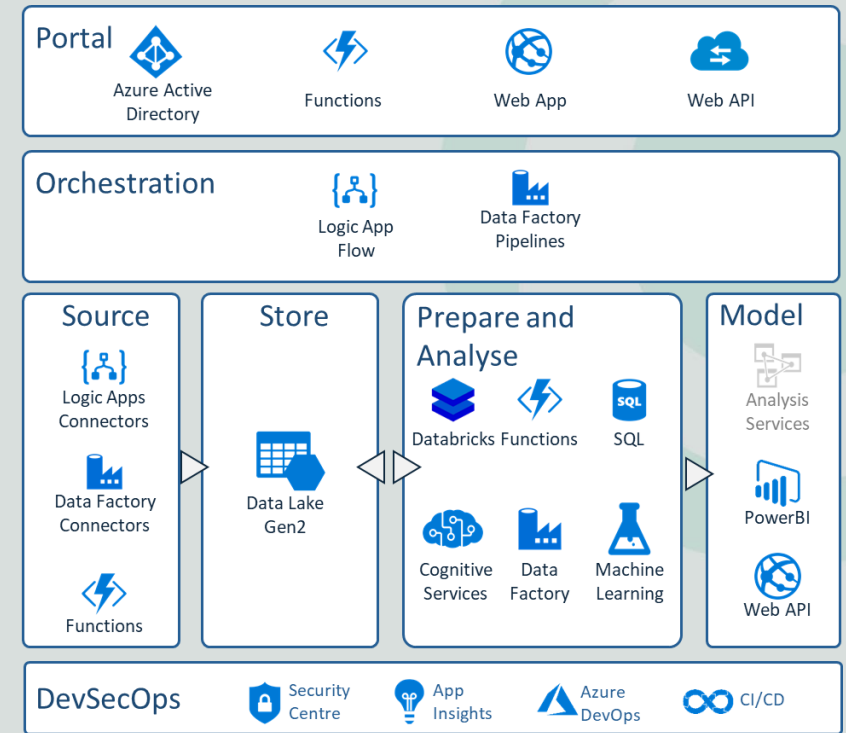 Portal
Azure Active
Directory
Functions
Web App
Web API
Orchestration
Logic App
Flow
Data Factory
Pipelines
Source
Logic Apps
Connectors
Data Factory
Connectors
Functions
Store
Data Lake
Gen2
Prepare and
Analyse
Databricks
Functions
SQL
SQL
Cognitive
Services
Data
Factory
Machine
Learning
Model
Analysis
Services
PowerBI
Web API
DevSecOps
Security
Centre
App
Insights
Azure
DevOps
CI/CD